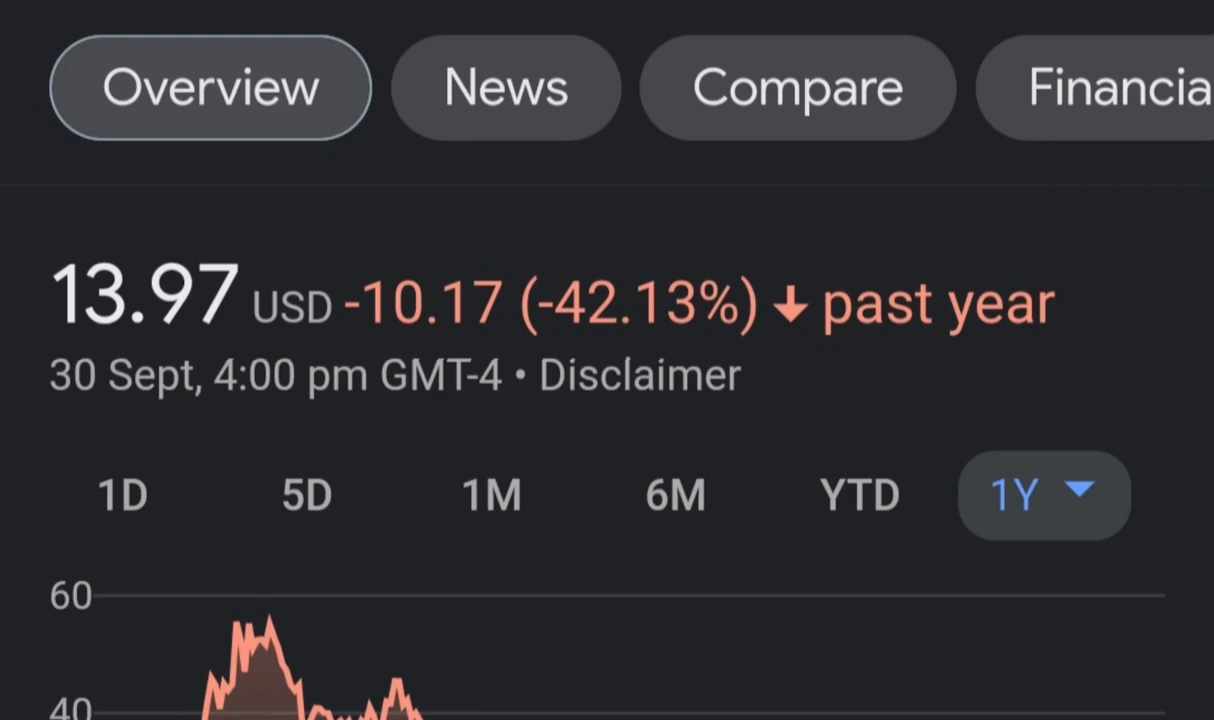 Overview News Compare Financia
13.97 USD -10.17 (-42.13%) ↓ past year
30 Sept, 4:00 pm GMT-4 • Disclaimer
1D 5D 1M 6M YTD 1Y
60
40